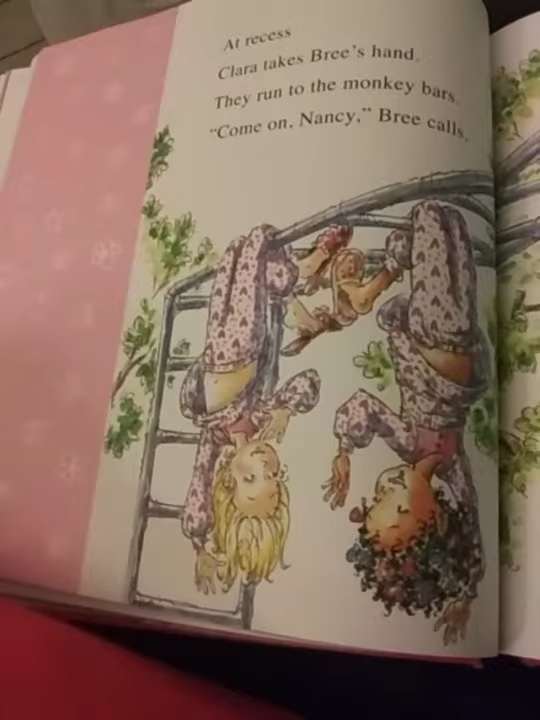 At recess
Clara takes Bree's hand.
They run to the monkey bars.
"Come on, Nancy," Bree calls.